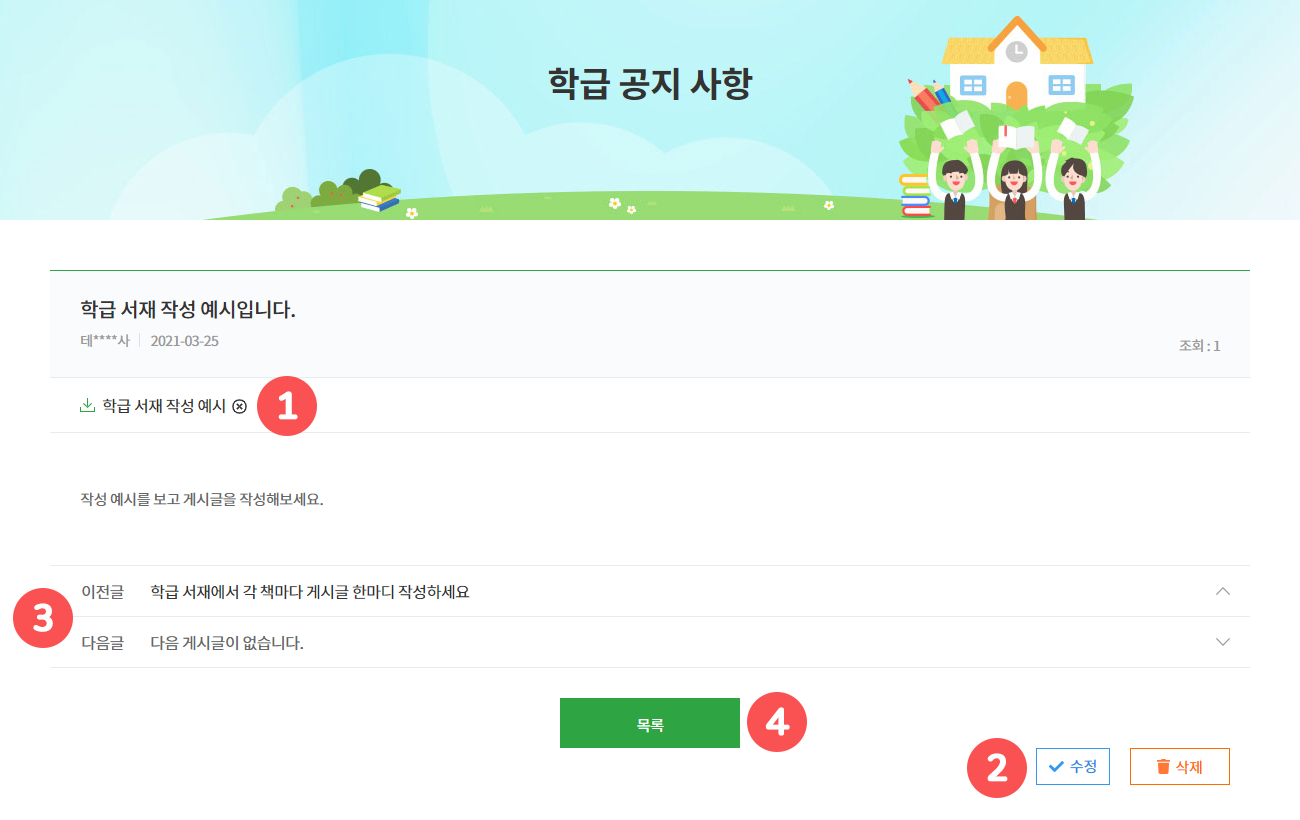 학급 공지 사항
학급 서재 작성 예시입니다.
테****사 2021-03-25
조회 : 1
학급 서재 작성 예시
1
작성 예시를 보고 게시글을 작성해보세요.
이전글 학급 서재에서 각 책마다 게시글 한마디 작성하세요
3
다음글 다음 게시글이 없습니다.
목록
4
2
수정
삭제